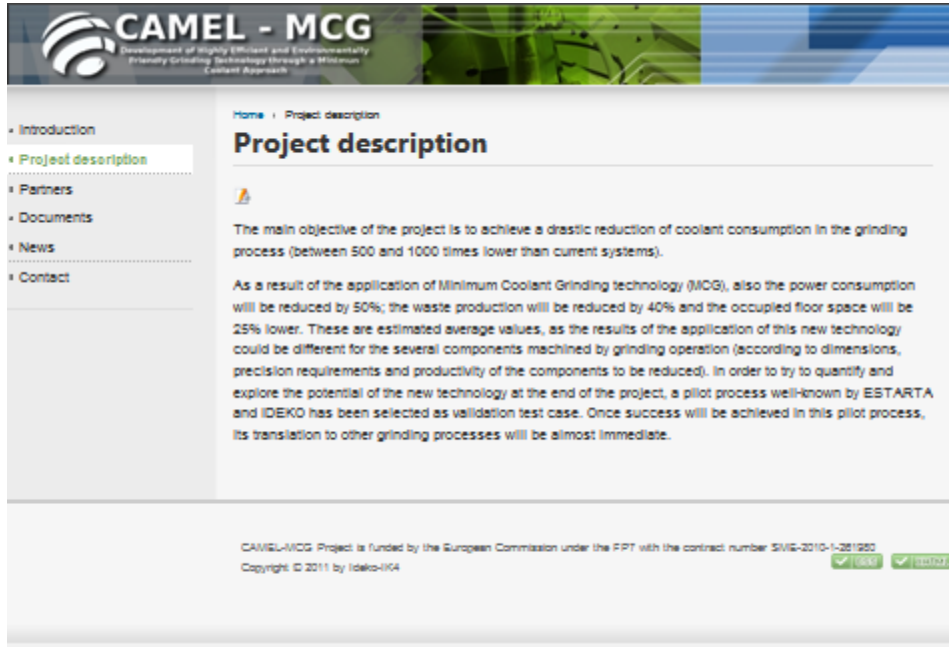 CAMEL - MCG
Development of Highly Efficient and Environmentally
Friendly Grinding Technology through a Minimun
Coolant Approach
Introduction
Project description
Partners
Documents
News
Contact
Home › Project description
Project description
The main objective of the project is to achieve a drastic reduction of coolant consumption in the grinding
process (between 500 and 1000 times lower than current systems).
As a result of the application of Minimum Coolant Grinding technology (MCG), also the power consumption
will be reduced by 50%; the waste production will be reduced by 40% and the occupied floor space will be
25% lower. These are estimated average values, as the results of the application of this new technology
could be different for the several components machined by grinding operation (according to dimensions,
precision requirements and productivity of the components to be reduced). In order to try to quantify and
explore the potential of the new technology at the end of the project, a pilot process well-known by ESTARTA
and IDEKO has been selected as validation test case. Once success will be achieved in this pilot process,
its translation to other grinding processes will be almost immediate.
CAMEL-MCG Project is funded by the European Commission under the FP7 with the contract number SME-2010-1-261980
Copyright © 2011 by Ideko-IK4